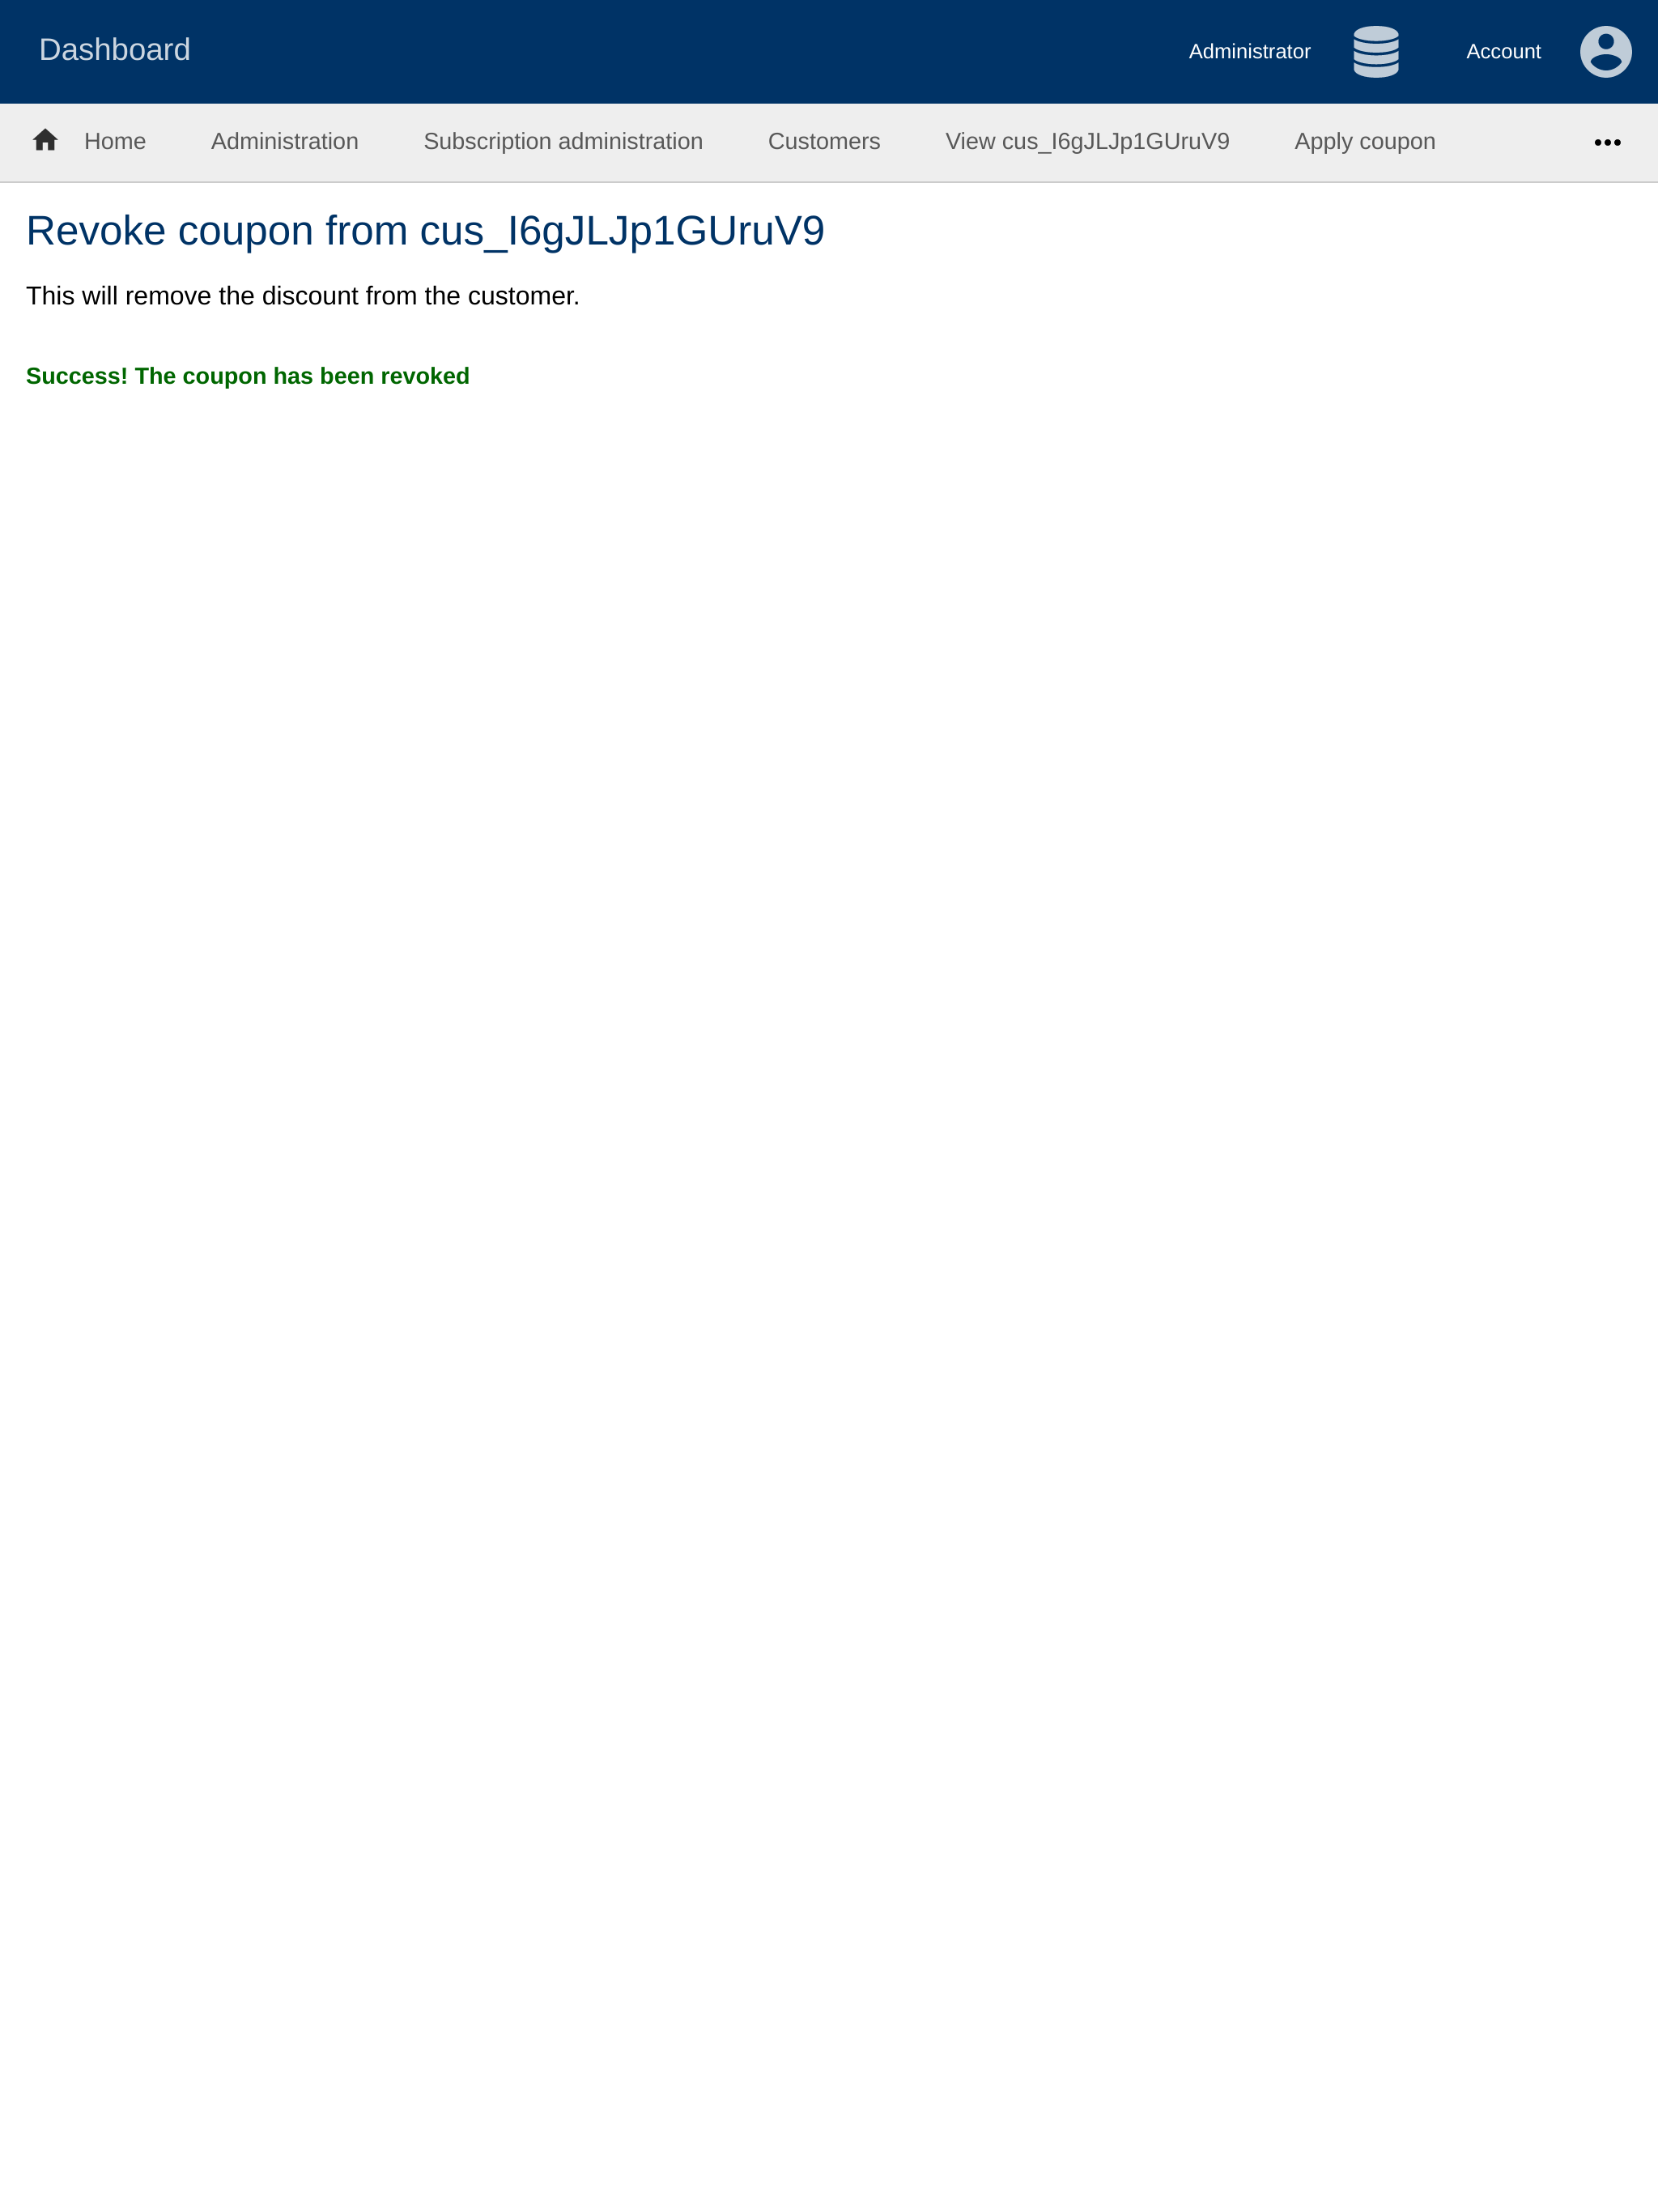 Dashboard
Administrator
Account
Home
Administration
Subscription administration
Customers
View cus_I6gJLJp1GUruV9
Apply coupon
Revoke coupon from cus_I6gJLJp1GUruV9
This will remove the discount from the customer.
Success! The coupon has been revoked